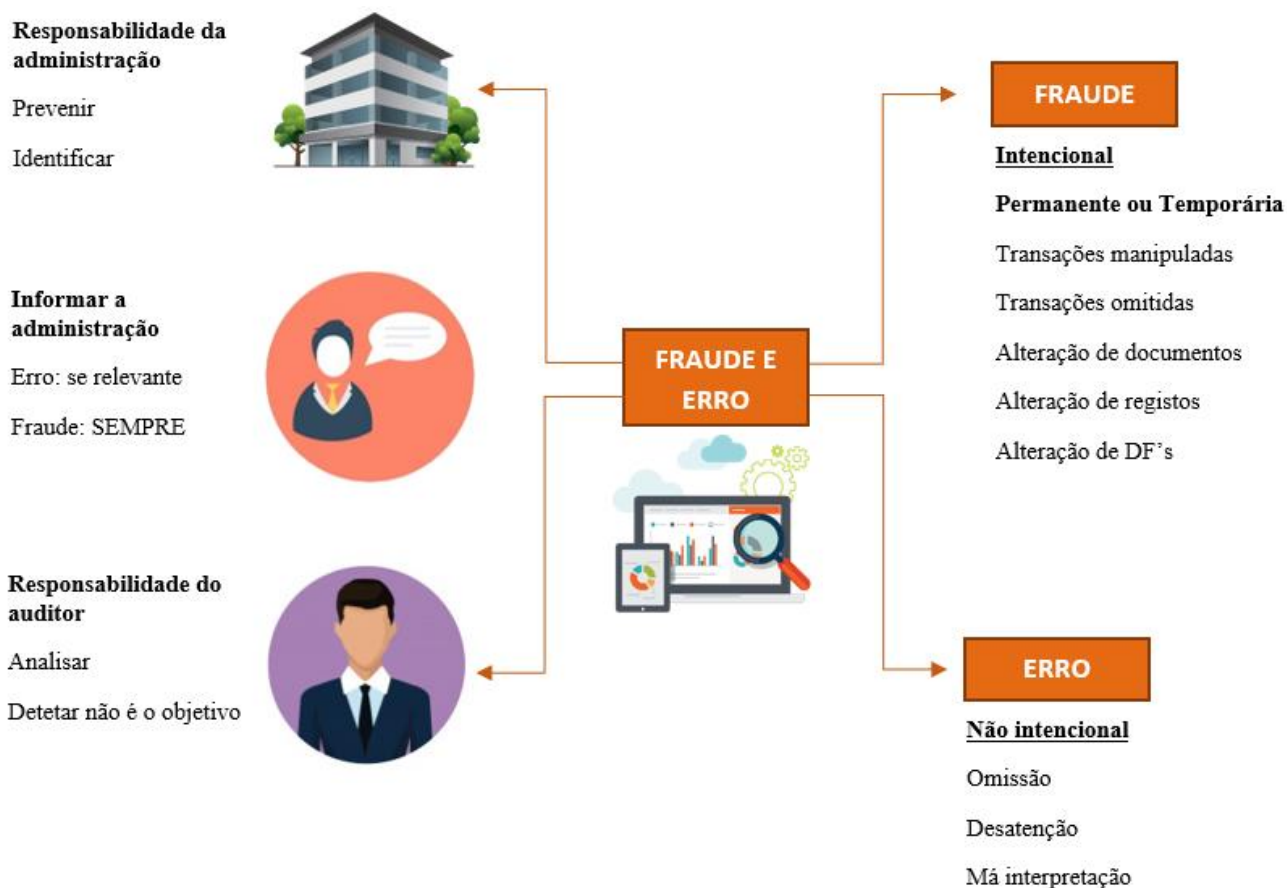 Responsabilidade da
administração
Prevenir
Identificar
Informar a
administração
Erro: se relevante
Fraude: SEMPRE
Responsabilidade do
auditor
Analisar
Detetar não é o objetivo
FRAUDE E
ERRO
FRAUDE
Intencional
Permanente ou Temporária
Transações manipuladas
Transações omitidas
Alteração de documentos
Alteração de registos
Alteração de DF’s
ERRO
Não intencional
Omissão
Desatenção
Má interpretação